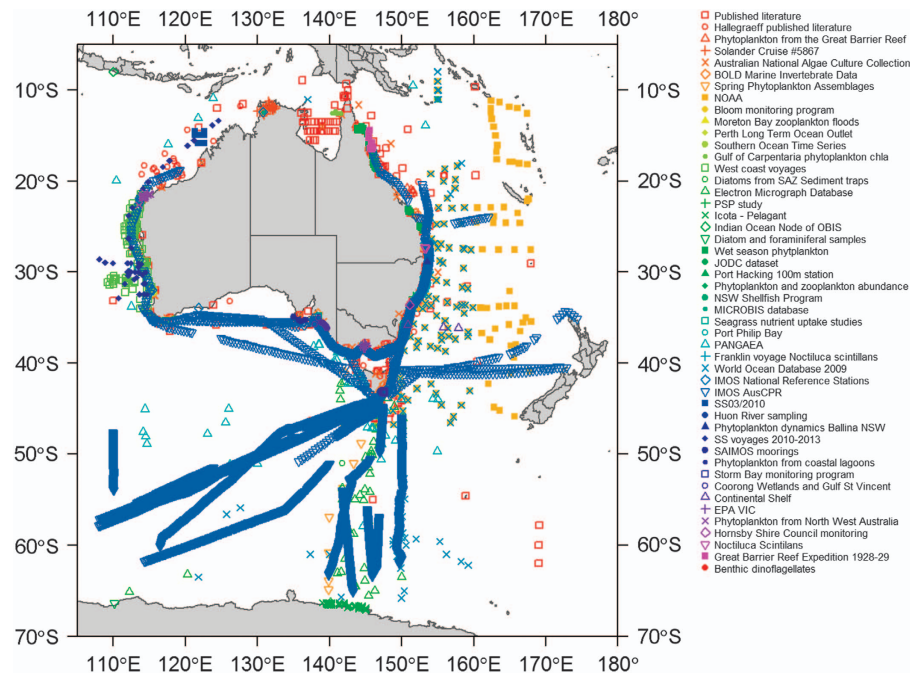 110°E 120°E 130°E 140°E 150°E 160°E 170°E 180°
10°S 10°S
20°S 20°S
30°S 30°S
40°S 40°S
50°S 50°S
60°S 60°S
70°S 70°S
110°E 120°E 130°E 140°E 150°E 160°E 170°E 180°
Published literature
Hallegraeff published literature
Phytoplankton from the Great Barrier Reef
Solander Cruise #5867
Australian National Algae Culture Collection
BOLD Marine Invertebrate Data
Spring Phytoplankton Assemblages
NOAA
Bloom monitoring program
Moreton Bay zooplankton floods
Perth Long Term Ocean Outlet
Southern Ocean Time Series
Gulf of Carpentaria phytoplankton chla
West coast voyages
Diatoms from SAZ Sediment traps
Electron Micrograph Database
PSP study
Icota - Pelagant
Indian Ocean Node of OBIS
Diatom and foraminiferal samples
Wet season phytplankton
JODC dataset
Port Hacking 100m station
Phytoplankton and zooplankton abundance
NSW Shellfish Program
MICROBIS database
Seagrass nutrient uptake studies
Port Philip Bay
PANGAEA
Franklin voyage Noctiluca scintillans
World Ocean Database 2009
IMOS National Reference Stations
IMOS AusCPR
SS03/2010
Huon River sampling
Phytoplankton dynamics Ballina NSW
SS voyages 2010-2013
SAIMOS moorings
Phytoplankton from coastal lagoons
Storm Bay monitoring program
Coorong Wetlands and Gulf St Vincent
Continental Shelf
EPA VIC
Phytoplankton from North West Australia
Hornsby Shire Council monitoring
Noctiluca Scintilans
Great Barrier Reef Expedition 1928-29
Benthic dinoflagellates